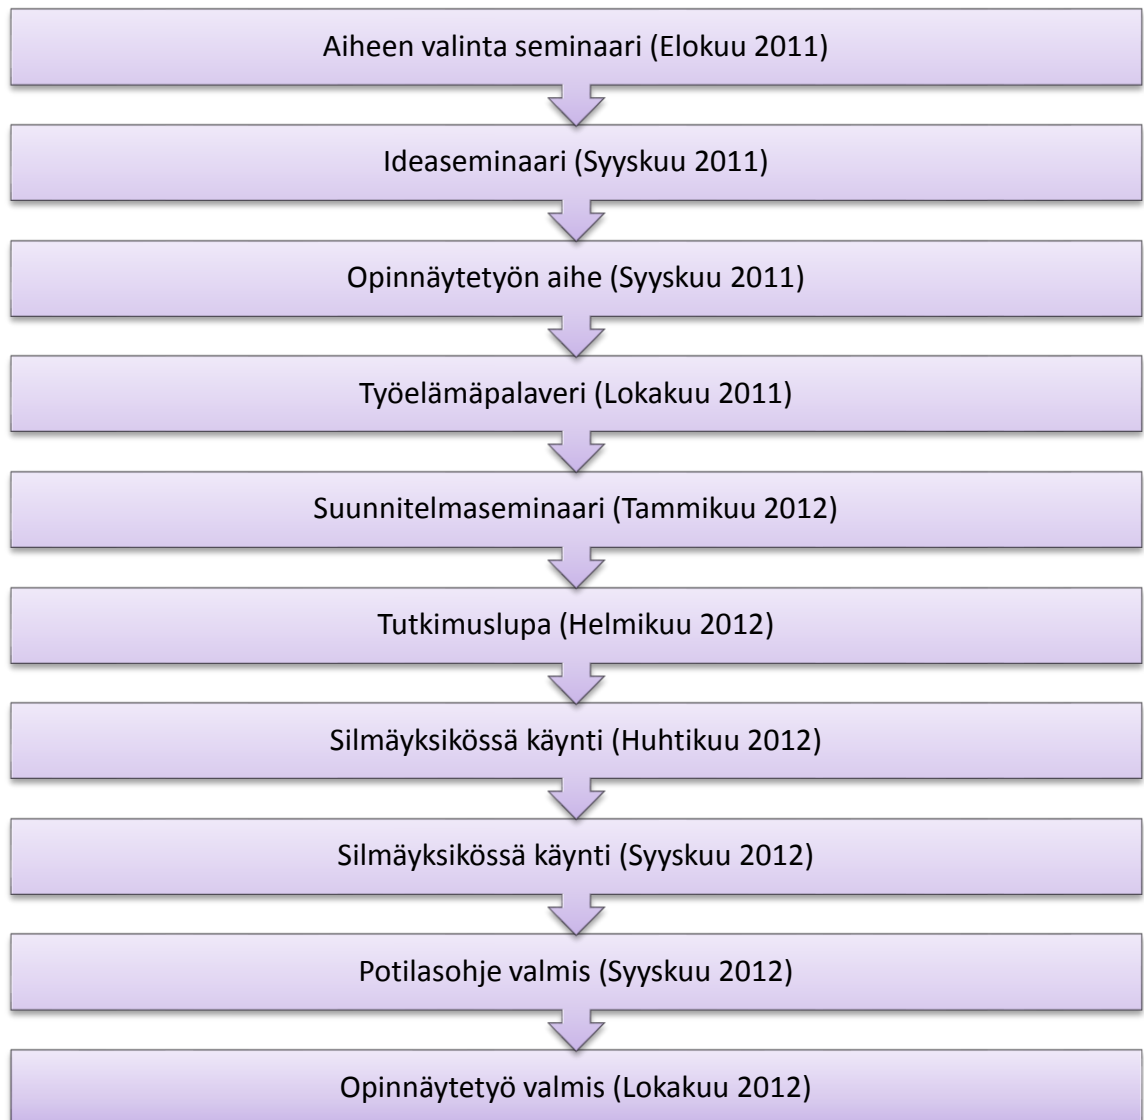 Aiheen valinta seminaari (Elokuu 2011)
Ideaseminaari (Syyskuu 2011)
Opinnäytetyön aihe (Syyskuu 2011)
Työelämäpalaveri (Lokakuu 2011)
Suunnitelmaseminaari (Tammikuu 2012)
Tutkimuslupa (Helmikuu 2012)
Silmäyksikössä käynti (Huhtikuu 2012)
Silmäyksikössä käynti (Syyskuu 2012)
Potilasohje valmis (Syyskuu 2012)
Opinnäytetyö valmis (Lokakuu 2012)